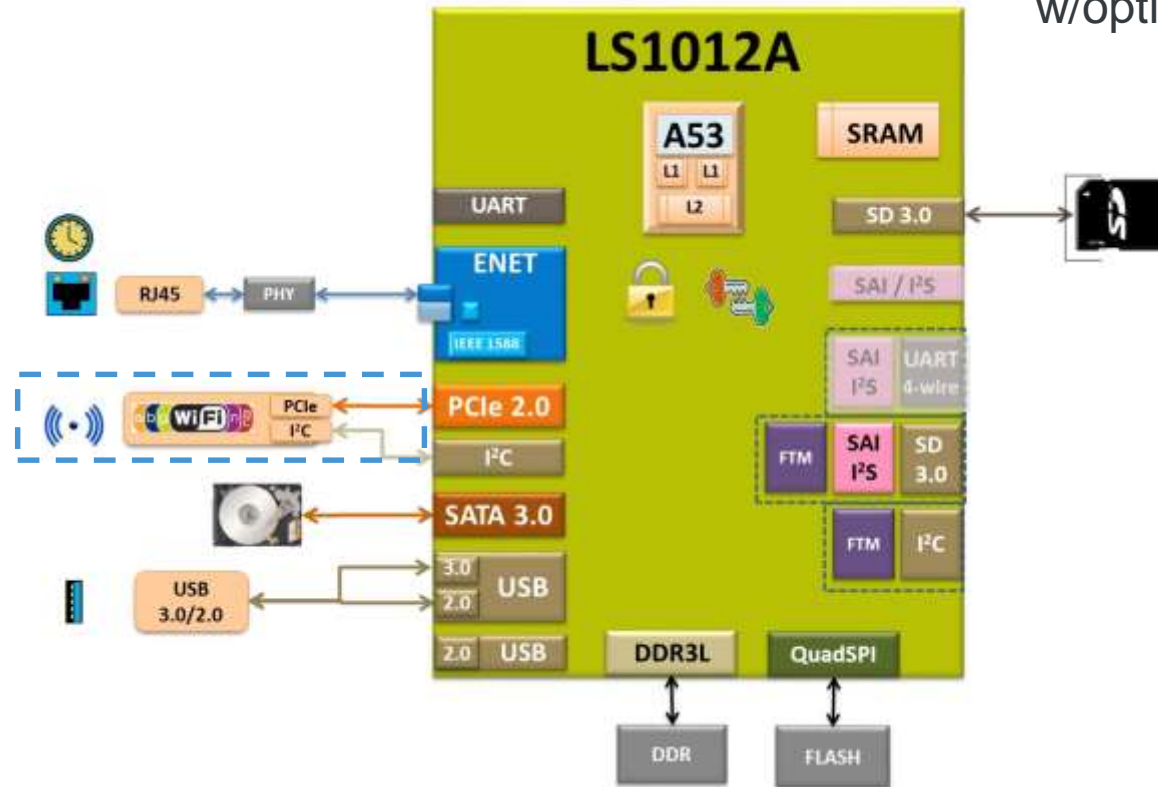 w/opti
LS1012A
A53
L1 L1
L2
SRAM
UART
SD 3.0
ENET
IEEE 1588
SAI / I²S
RJ45
PHY
SAI
I²S
UART
4-wire
WiFi
PCIe
I²C
PCIe 2.0
I²C
FTM
SAI
I²S
SD
3.0
SATA 3.0
FTM
I²C
USB
3.0/2.0
3.0
2.0
USB
2.0 USB
DDR3L
QuadSPI
DDR
FLASH